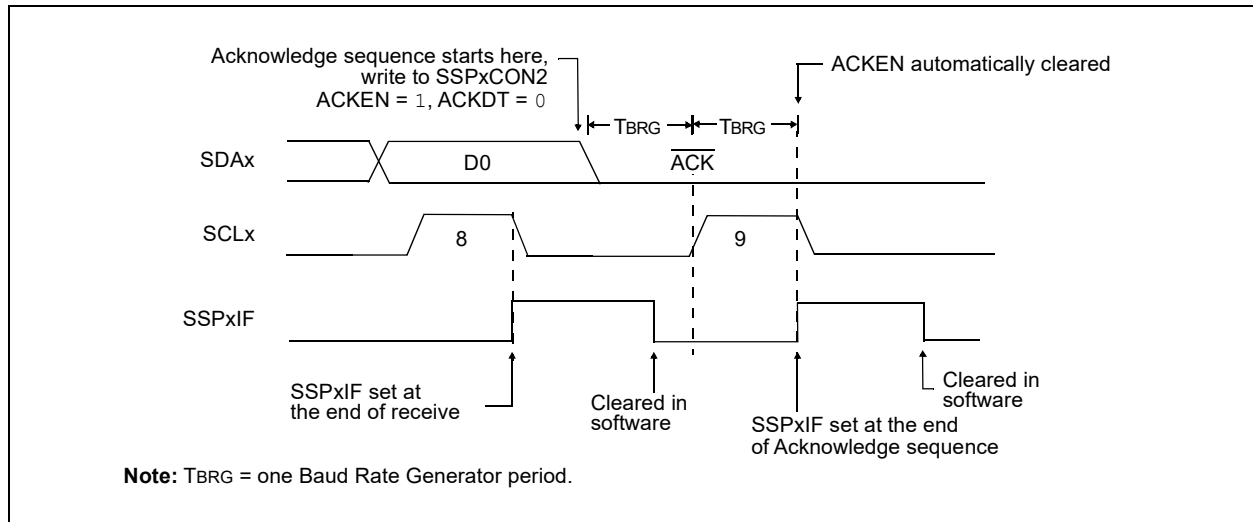 Acknowledge sequence starts here,
write to SSPxCON2
ACKEN = 1, ACKDT = 0
ACKEN automatically cleared
TBRG
TBRG
SDAx
D0
ACK
SCLx
8
9
SSPxIF
SSPxIF set at
the end of receive
Cleared in
software
SSPxIF set at the end
of Acknowledge sequence
Cleared in
software
Note: TBRG = one Baud Rate Generator period.